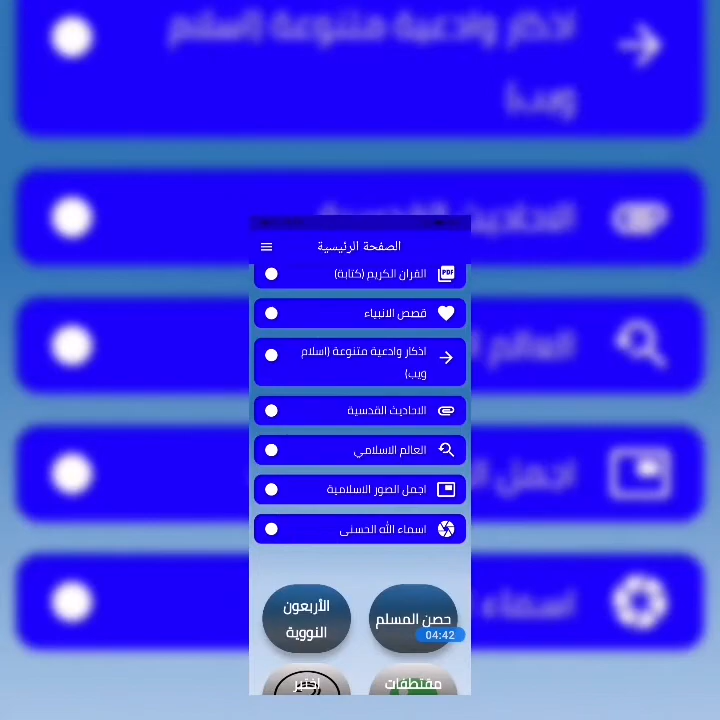 الصفحة الرئيسية
القران الكريم (كتابة)
PDF
قصص الانبياء
اذكار وادعية متنوعة (اسلام
ويب)
الاحاديث القدسية
العالم الاسلامي
اجمل الصور الاسلامية
اسماء الله الحسنى
حصن المسلم
الأربعون
النووية
04:42
مقتطفات
اختبر